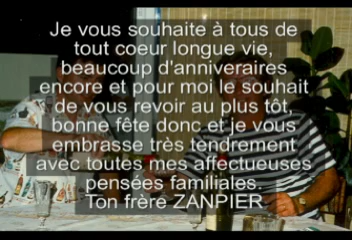 Je vous souhaite à tous de
tout coeur longue vie,
beaucoup d'anniveraires
encore et pour moi le souhait
de vous revoir au plus tôt,
bonne fête donc et je vous
embrasse très tendrement
avec toutes mes affectueuses
pensées familiales.
Ton frère ZANPIER